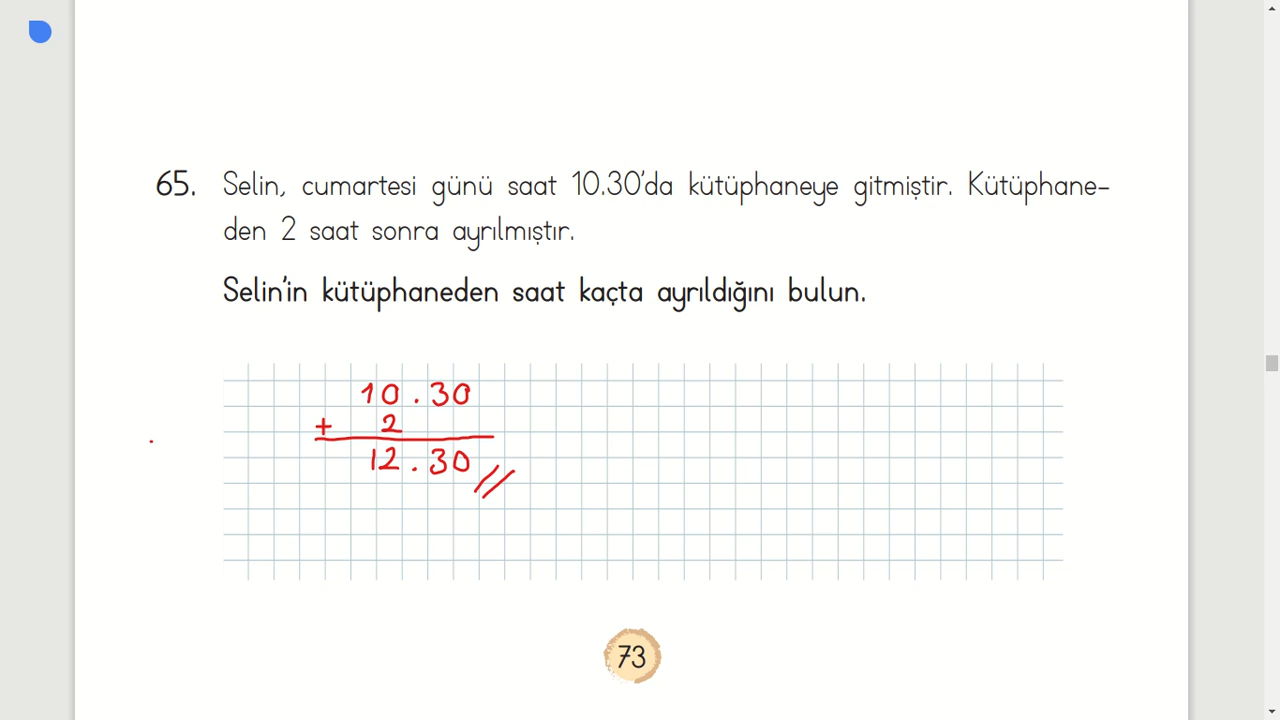 65. Selin, cumartesi günü saat 10.30'da kütüphaneye gitmiştir. Kütüphane-
den 2 saat sonra ayrılmıştır.
Selin'in kütüphaneden saat kaçta ayrıldığını bulun.
10.30
+ 2
12.30 //
73